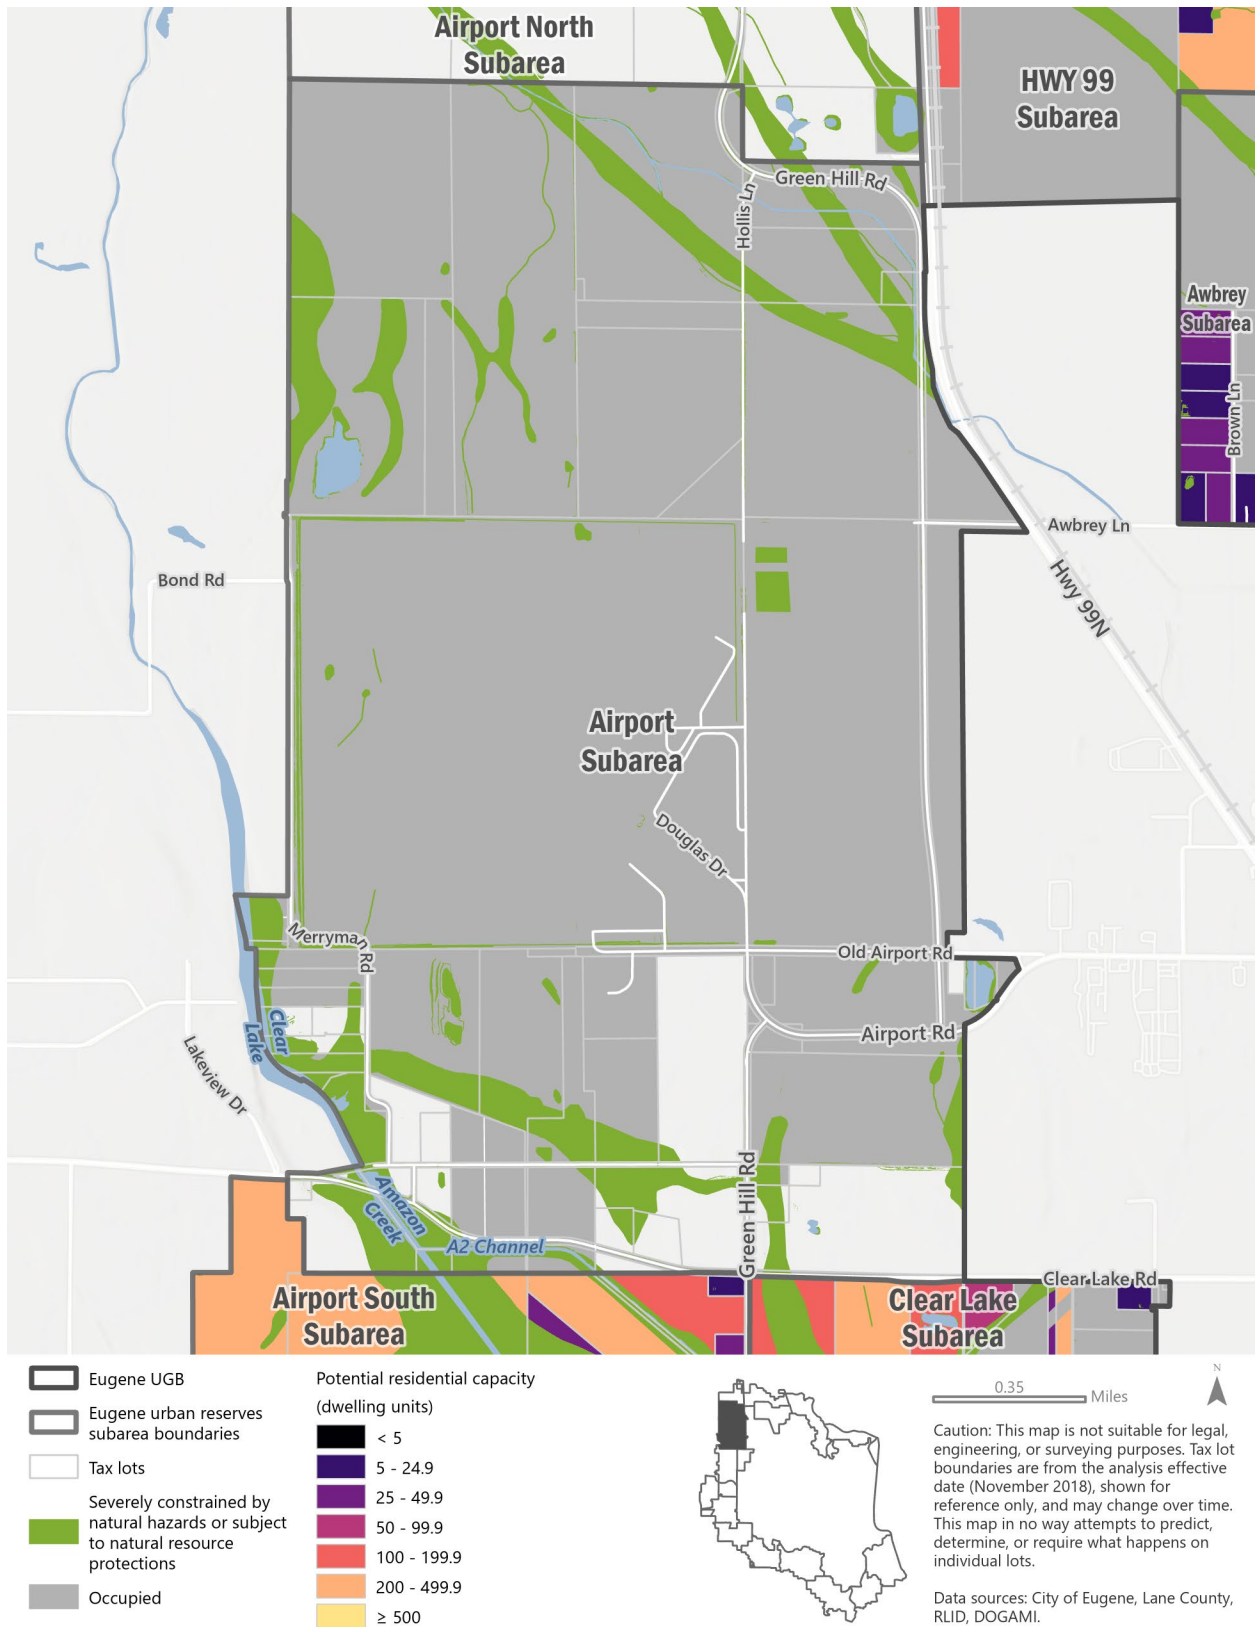 Airport North
Subarea
HWY 99
Subarea
Green Hill Rd
Hollis Ln
Awbrey
Subarea
Brown Ln
Awbrey Ln
Hwy 99N
Bond Rd
Airport
Subarea
Douglas Dr
Merryman Rd
Old Airport Rd
Airport Rd
Clear
Lake
Lakeview Dr
Green Hill Rd
Amazon
Creek
A2 Channel
Clear Lake Rd
Airport South
Subarea
Clear Lake
Subarea
Eugene UGB
Eugene urban reserves
subarea boundaries
Tax lots
Severely constrained by
natural hazards or subject
to natural resource
protections
Occupied
Potential residential capacity
(dwelling units)
< 5
5 - 24.9
25 - 49.9
50 - 99.9
100 - 199.9
200 - 499.9
≥ 500
0.35
Miles
N
Caution: This map is not suitable for legal,
engineering, or surveying purposes. Tax lot
boundaries are from the analysis effective
date (November 2018), shown for
reference only, and may change over time.
This map in no way attempts to predict,
determine, or require what happens on
individual lots.
Data sources: City of Eugene, Lane County,
RLID, DOGAMI.